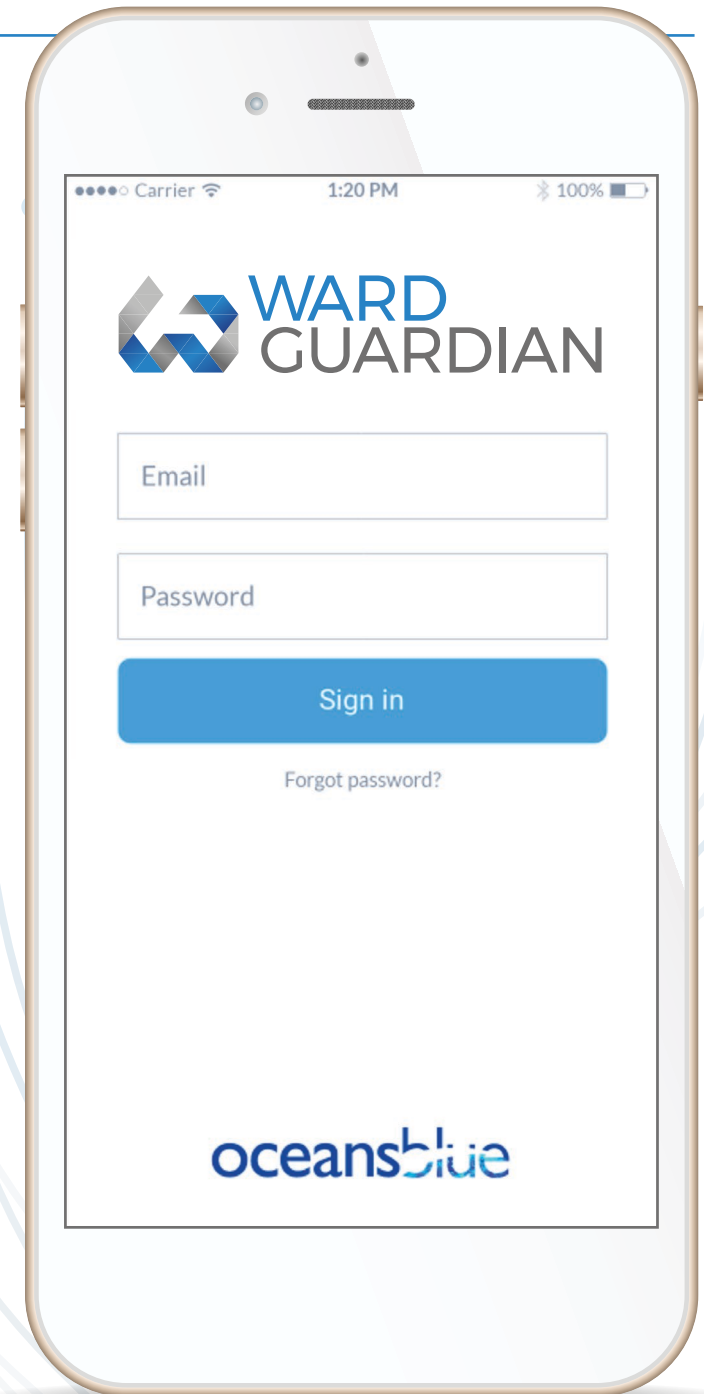 Carrier 1:20 PM 100%
WARD
GUARDIAN
Email
Password
Sign in
Forgot password?
oceansblue